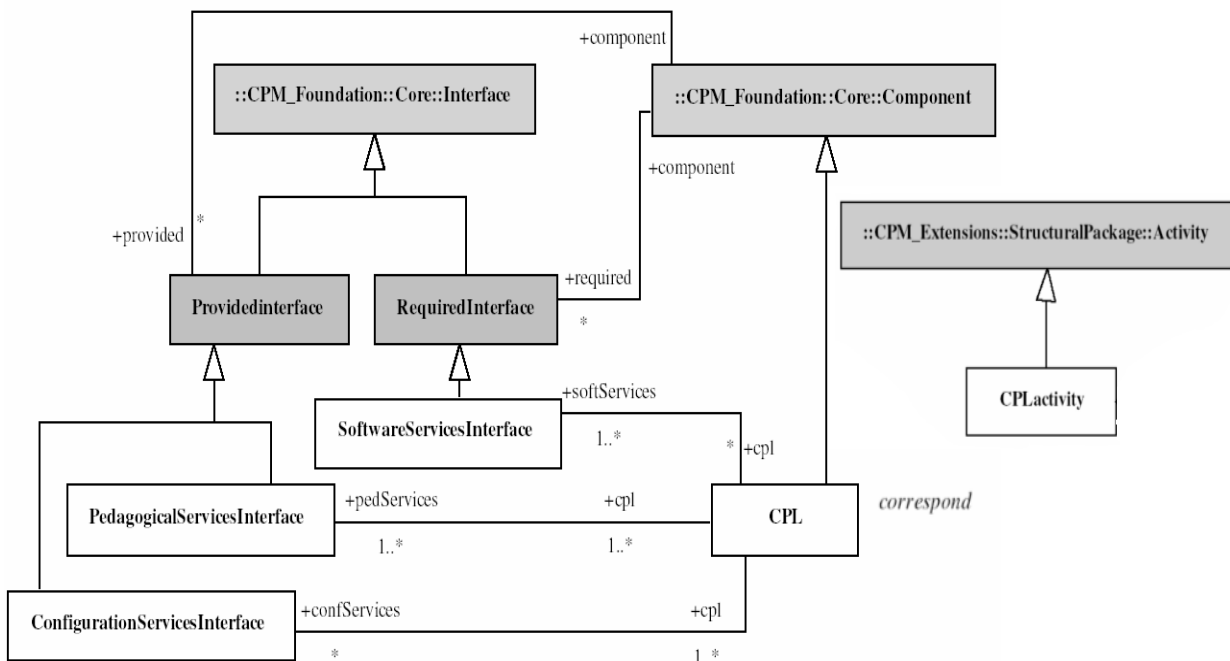 +component
::CPM_Foundation::Core::Interface
::CPM_Foundation::Core::Component
+component
*
+provided
::CPM_Extensions::StructuralPackage::Activity
+required
*
Providedinterface
RequiredInterface
CPLactivity
+softServices
1..*
SoftwareServicesInterface
*
+cpl
+pedServices
1..*
+cpl
1..*
PedagogicalServicesInterface
CPL
correspond
+confServices
*
+cpl
1..*
ConfigurationServicesInterface